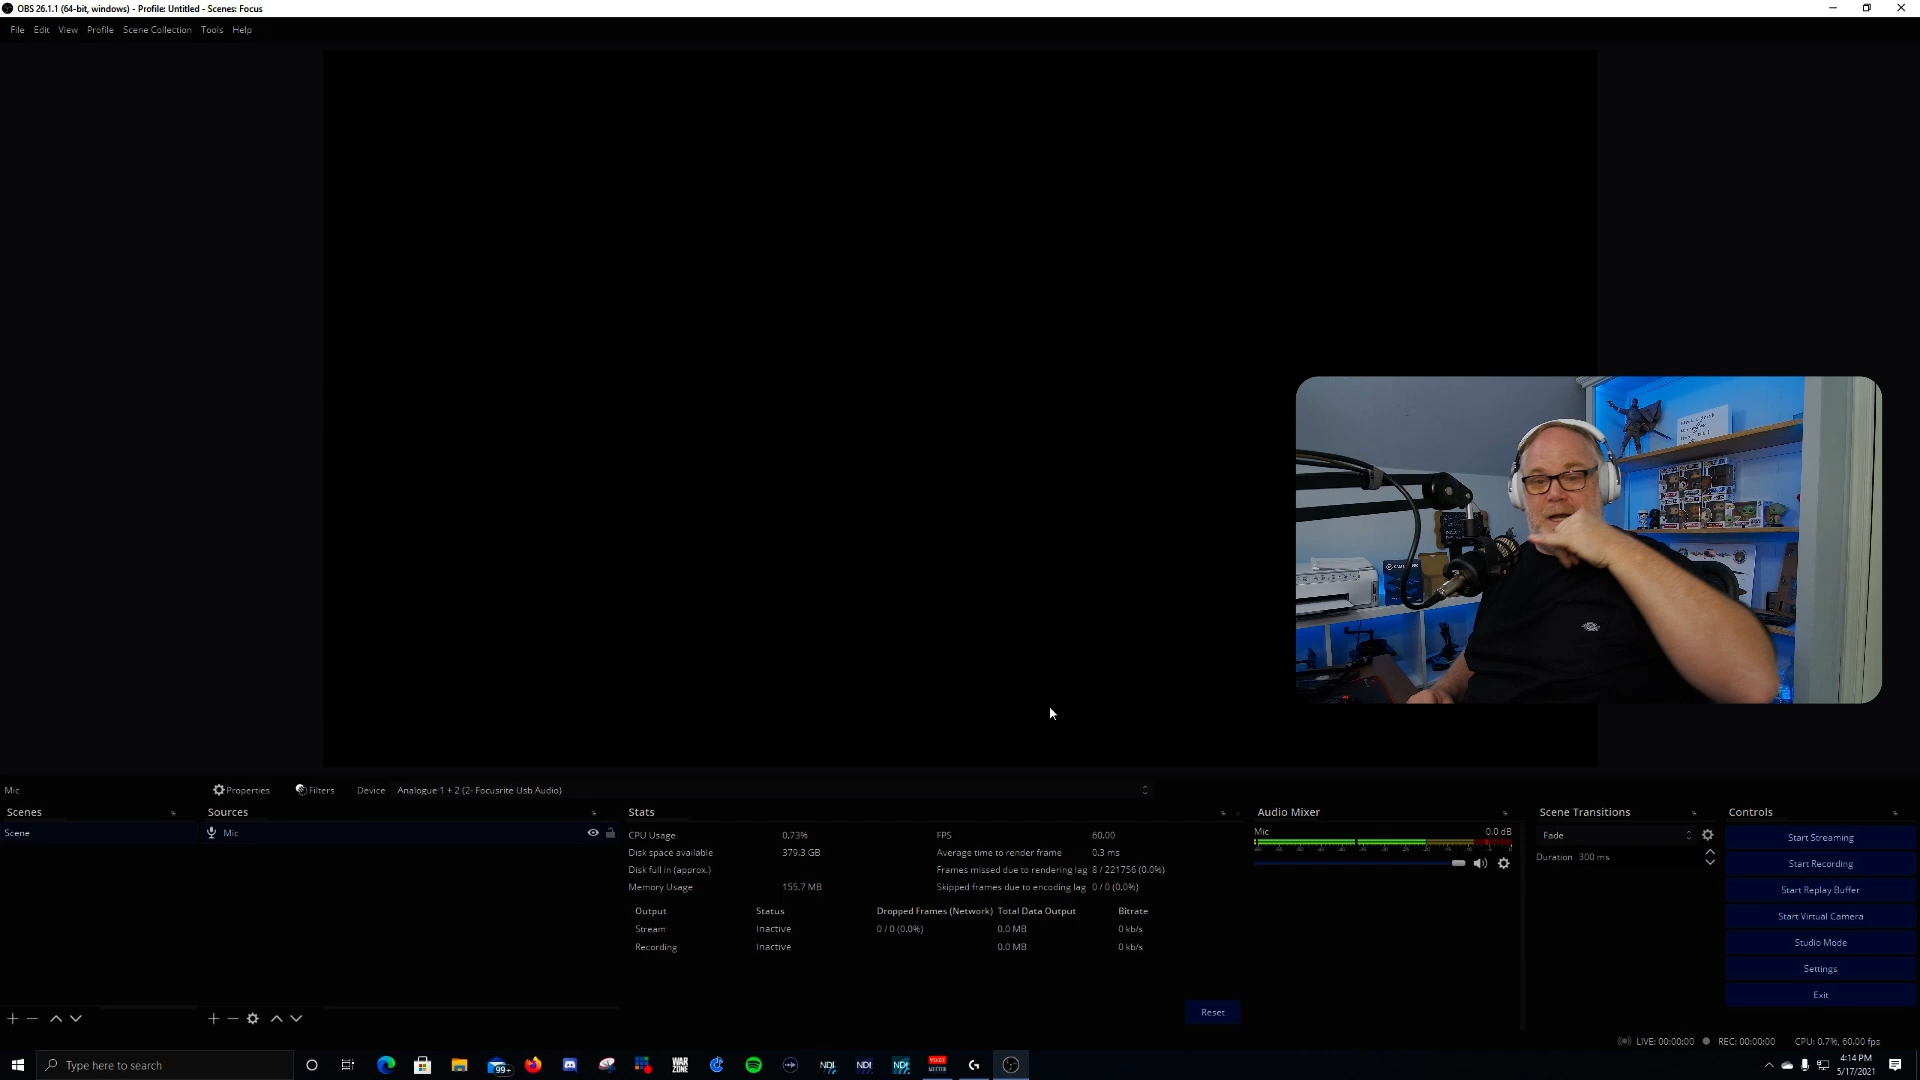 OBS 26.1.1 (64-bit, windows) - Profile: Untitled - Scenes: Focus
File Edit View Profile Scene Collection Tools Help
Mic Properties Filters Device Analogue 1 + 2 (2- Focusrite Usb Audio)
Scenes Sources Stats Audio Mixer Scene Transitions Controls
Scene Mic
CPU Usage 0.73% FPS 60.00
Disk space available 379.3 GB Average time to render frame 0.3 ms
Disk full in (approx.) Frames missed due to rendering lag 8 / 221756 (0.0%)
Memory Usage 155.7 MB Skipped frames due to encoding lag 0 / 0 (0.0%)
Output Status Dropped Frames (Network) Total Data Output Bitrate
Stream Inactive 0 / 0 (0.0%) 0.0 MB 0 kb/s
Recording Inactive 0.0 MB 0 kb/s
Reset
Mic 0.0 dB
Fade
Duration 300 ms
Start Streaming
Start Recording
Start Replay Buffer
Start Virtual Camera
Studio Mode
Settings
Exit
LIVE: 00:00:00 REC: 00:00:00 CPU: 0.7%, 60.00 fps
Type here to search
99+
WAR
ZONE
NDI
NDI
NDI
VOICE
MEETER
4:14 PM
5/17/2021